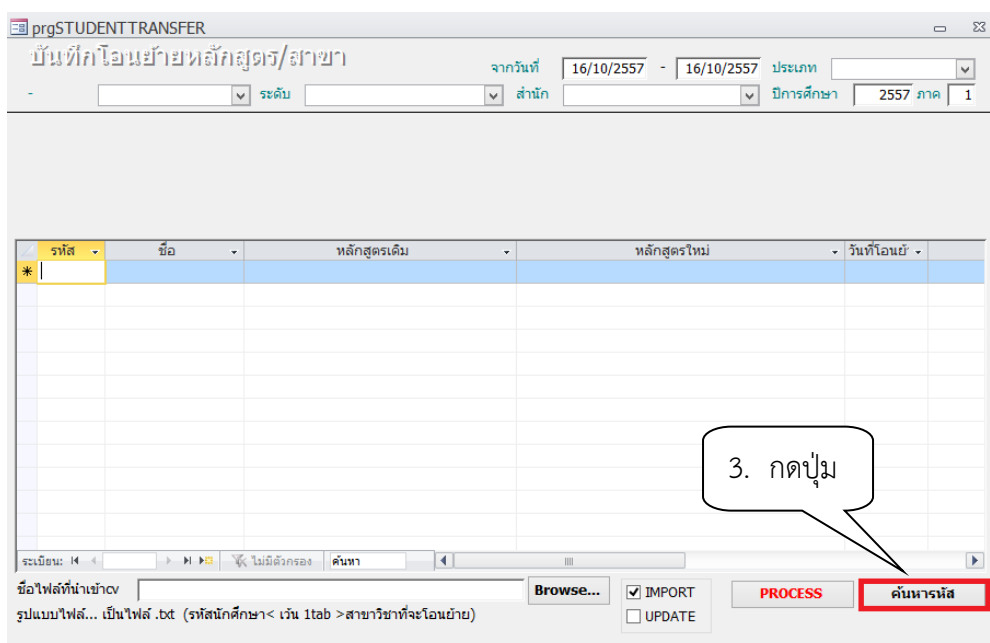 prgSTUDENTTRANSFER
บันทึกโอนย้ายหลักสูตร/สาขา
จากวันที่ 16/10/2557 - 16/10/2557 ประเภท
- ระดับ สำนัก ปีการศึกษา 2557 ภาค 1
รหัส ชื่อ หลักสูตรเดิม หลักสูตรใหม่ วันที่โอนย้
3. กดปุ่ม
ระเบียน: ไม่มีตัวกรอง ค้นหา
ชื่อไฟล์ที่นำเข้าcv Browse... IMPORT PROCESS ค้นหารหัส
รูปแบบไฟล์... เป็นไฟล์ .txt (รหัสนักศึกษา< เว้น 1tab >สาขาวิชาที่จะโอนย้าย) UPDATE